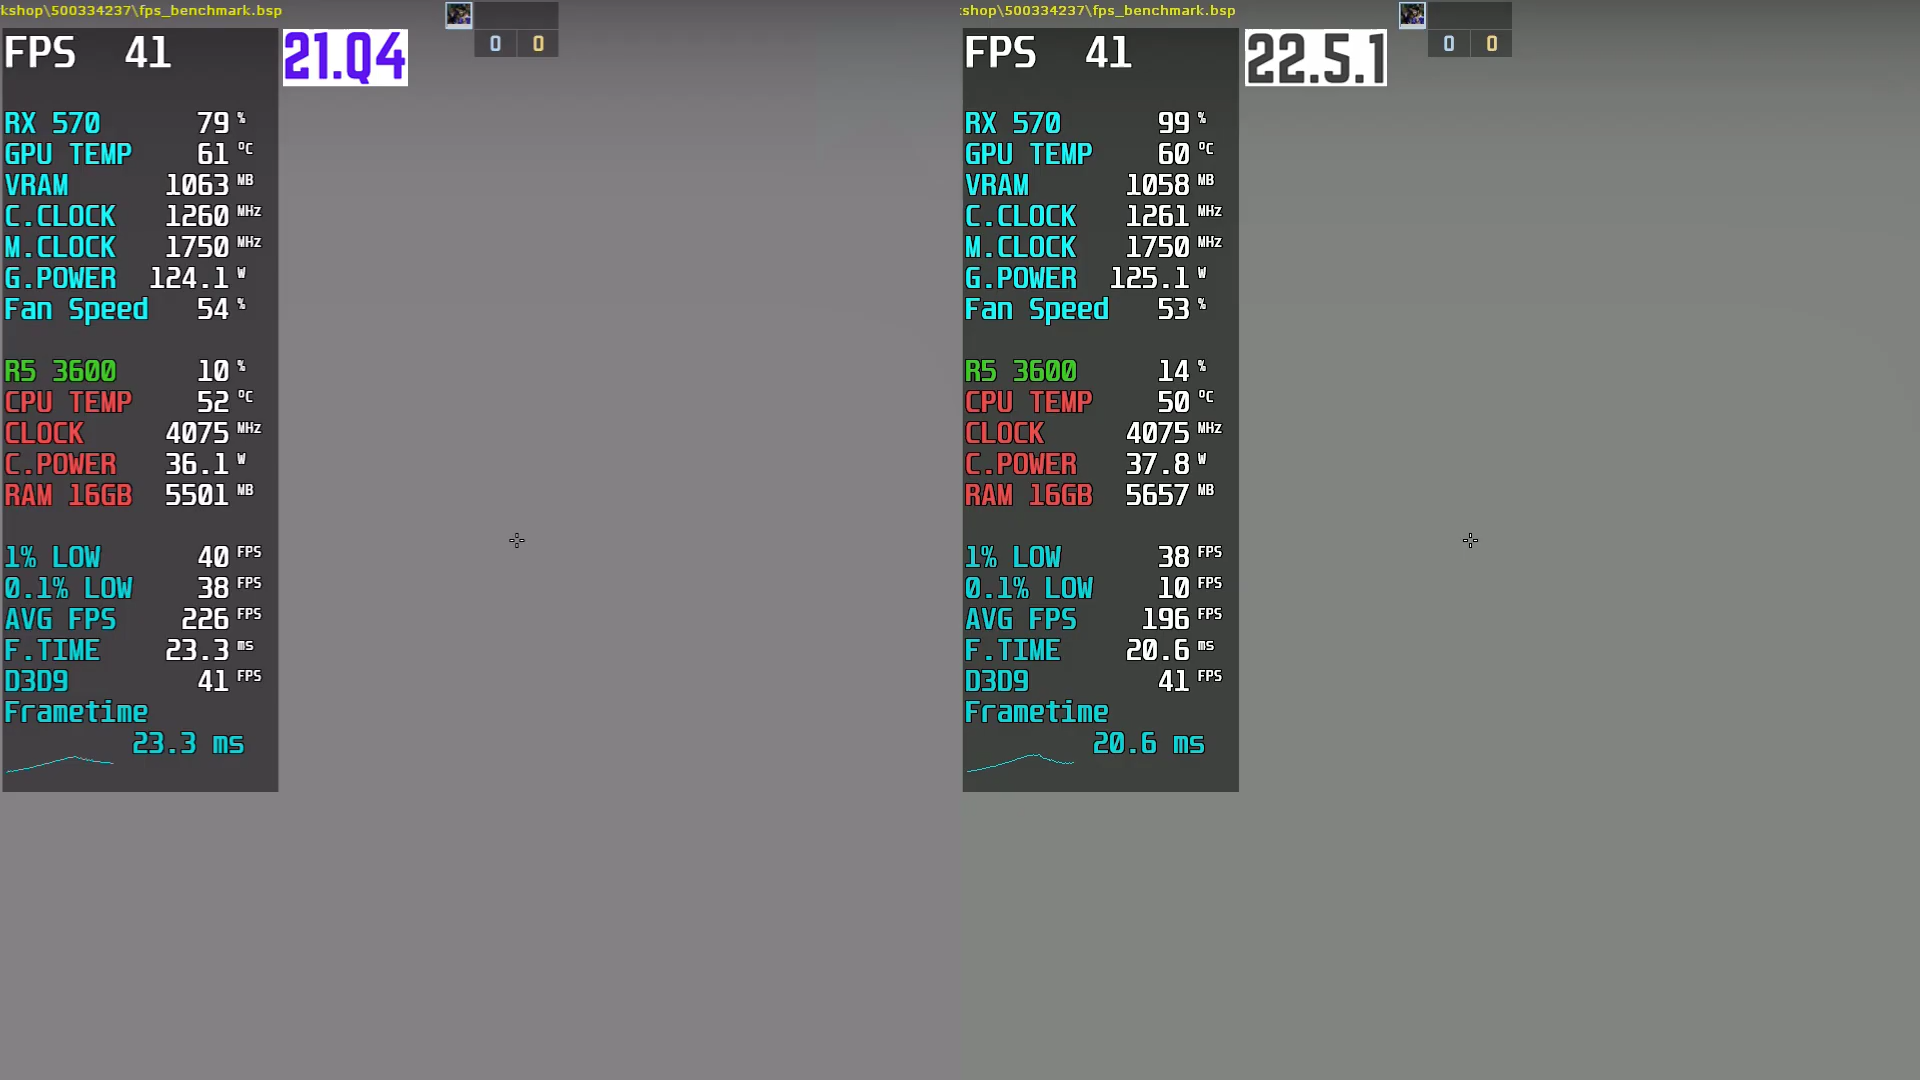 kshop\500334237\fps_benchmark.bsp
FPS 41
21.Q4
0 0
RX 570 79 %
GPU TEMP 61 °C
VRAM 1063 MB
C.CLOCK 1260 MHz
M.CLOCK 1750 MHz
G.POWER 124.1 W
Fan Speed 54 %
R5 3600 10 %
CPU TEMP 52 °C
CLOCK 4075 MHz
C.POWER 36.1 W
RAM 16GB 5501 MB
1% LOW 40 FPS
0.1% LOW 38 FPS
AVG FPS 226 FPS
F.TIME 23.3 ms
D3D9 41 FPS
Frametime
23.3 ms
kshop\500334237\fps_benchmark.bsp
FPS 41
22.5.1
0 0
RX 570 99 %
GPU TEMP 60 °C
VRAM 1058 MB
C.CLOCK 1261 MHz
M.CLOCK 1750 MHz
G.POWER 125.1 W
Fan Speed 53 %
R5 3600 14 %
CPU TEMP 50 °C
CLOCK 4075 MHz
C.POWER 37.8 W
RAM 16GB 5657 MB
1% LOW 38 FPS
0.1% LOW 10 FPS
AVG FPS 196 FPS
F.TIME 20.6 ms
D3D9 41 FPS
Frametime
20.6 ms